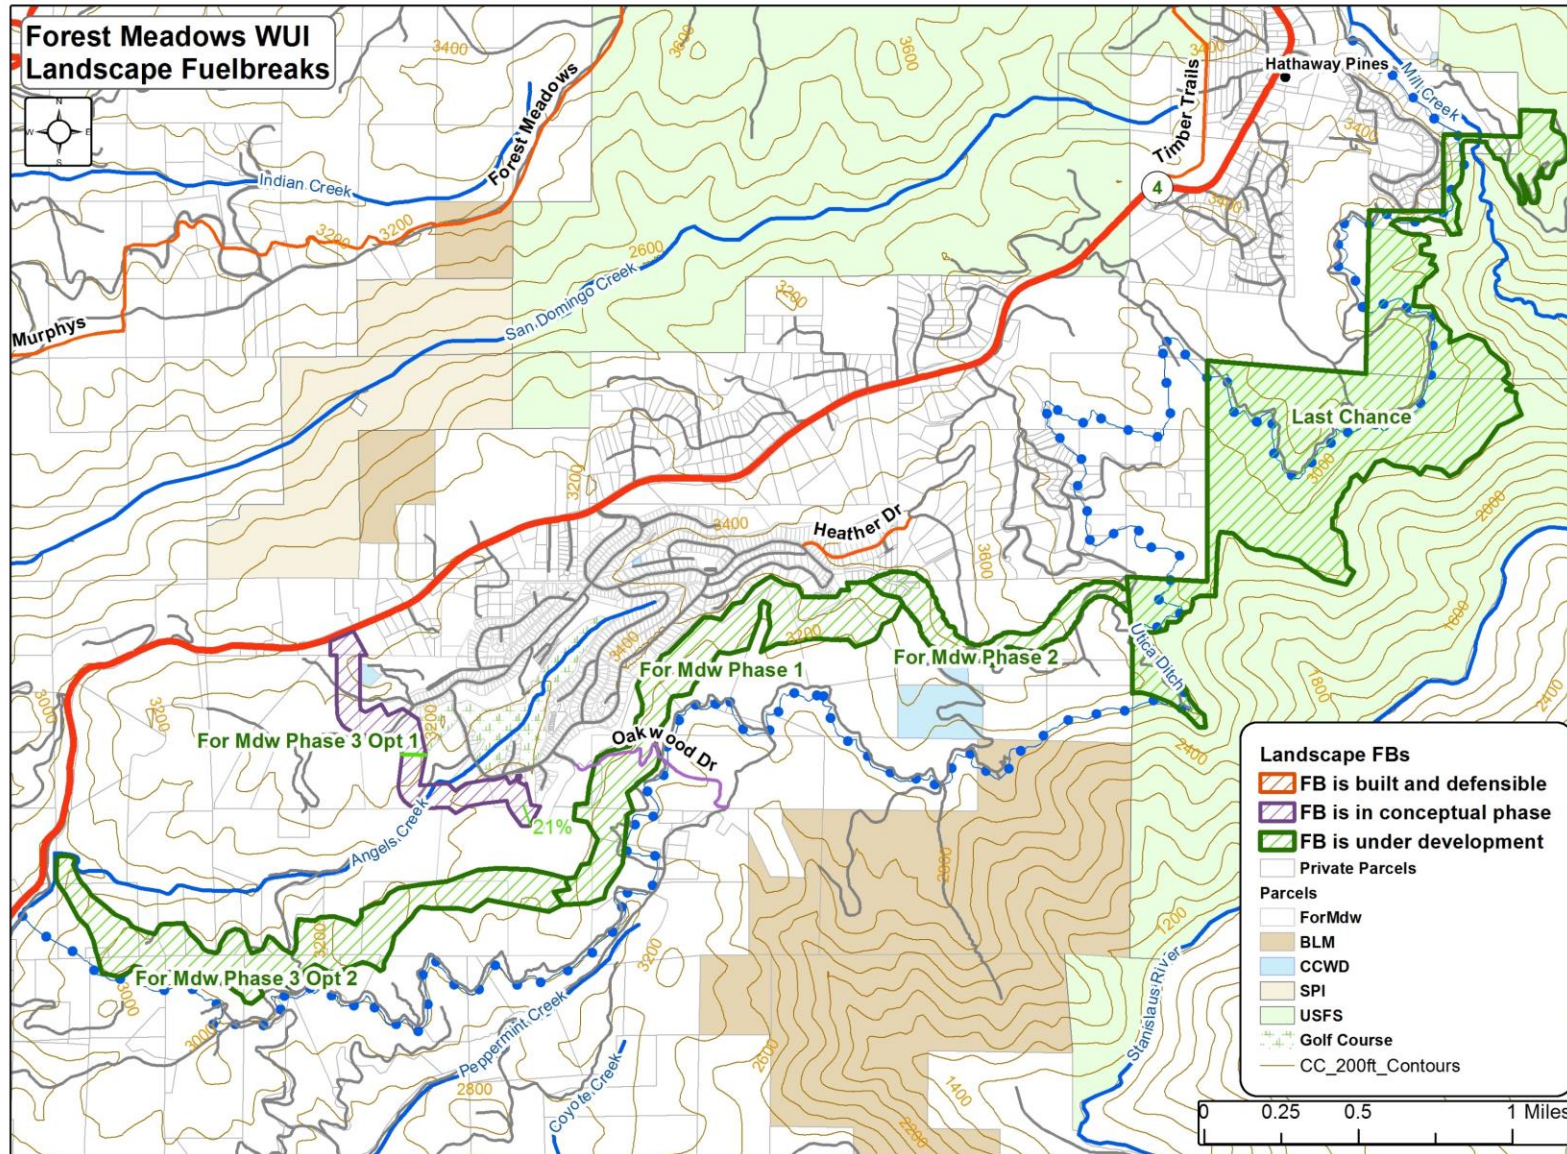 Forest Meadows WUI
Landscape Fuelbreaks
N
W
E
S
3400
3600
3600
3400
Hathaway Pines
Mill Creek
Forest Meadows
Timber Trails
3400
Indian Creek
4
3400
3200
3200
2600
San Domingo Creek
3200
Murphys
Last Chance
3200
3000
2000
3400
Heather Dr
3600
1800
3400
3200
For Mdw Phase 1
For Mdw Phase 2
Utica Ditch
1800
2400
3000
3200
3200
For Mdw Phase 3 Opt 1
Oakwood Dr
2400
21%
Angels Creek
2000
1200
3200
3200
For Mdw Phase 3 Opt 2
3000
3000
Peppermint Creek
Stanislaus River
2800
Coyote Creek
2600
1400
2200
Landscape FBs
FB is built and defensible
FB is in conceptual phase
FB is under development
Private Parcels
Parcels
ForMdw
BLM
CCWD
SPI
USFS
Golf Course
CC_200ft_Contours
0 0.25 0.5 1 Miles